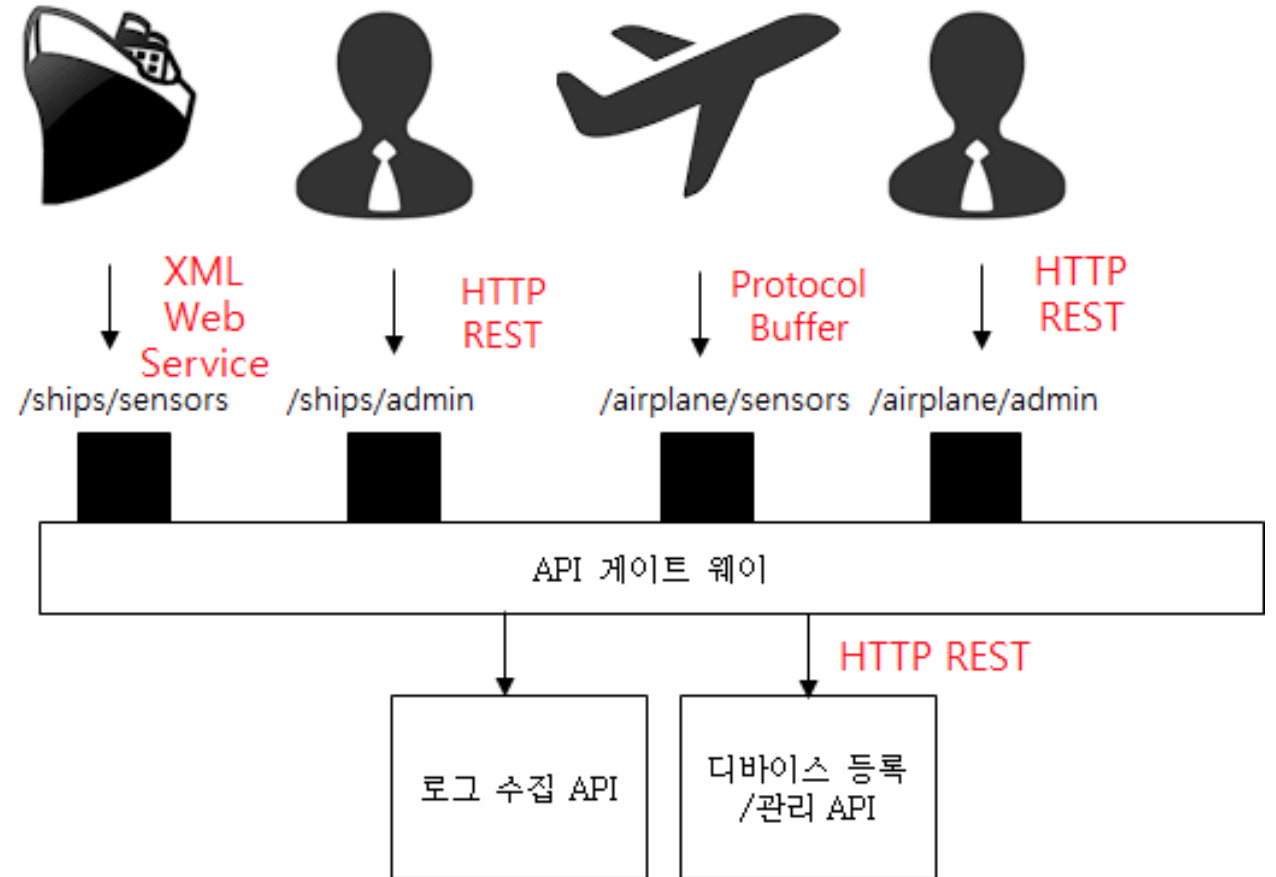 XML
Web
Service
HTTP
REST
Protocol
Buffer
HTTP
REST
/ships/sensors
/ships/admin
/airplane/sensors
/airplane/admin
API 게이트 웨이
HTTP REST
로그 수집 API
디바이스 등록
/관리 API